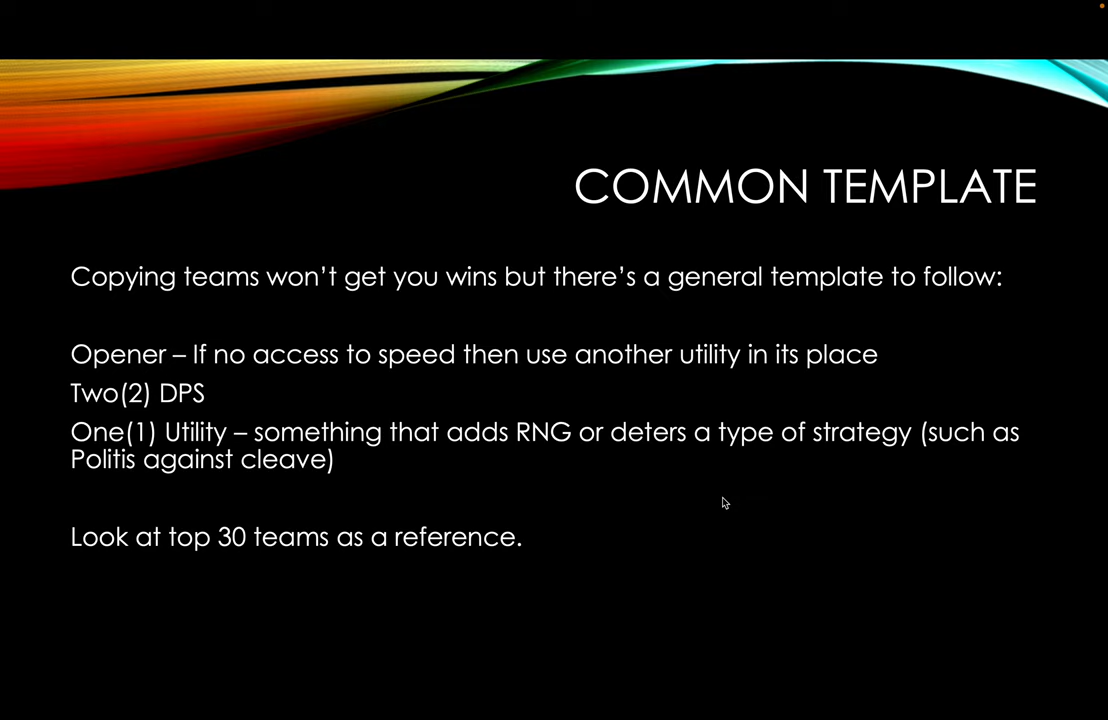 COMMON TEMPLATE
Copying teams won’t get you wins but there’s a general template to follow:
Opener – If no access to speed then use another utility in its place
Two(2) DPS
One(1) Utility – something that adds RNG or deters a type of strategy (such as
Politis against cleave)
Look at top 30 teams as a reference.